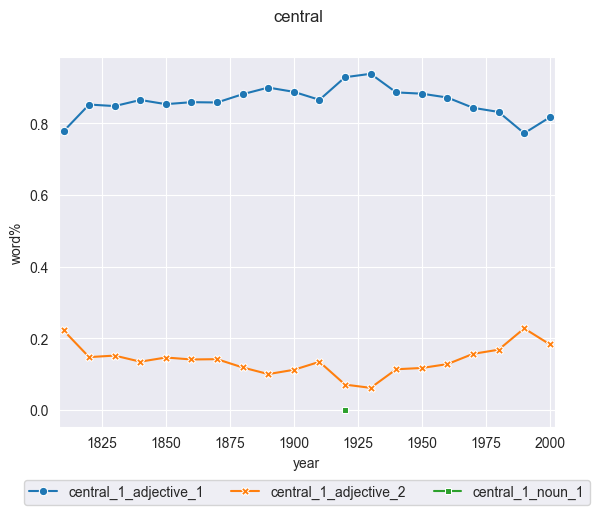 central
0.8
0.6
0.4
0.2
0.0
word%
1825 1850 1875 1900 1925 1950 1975 2000
year
central_1_adjective_1 central_1_adjective_2 central_1_noun_1